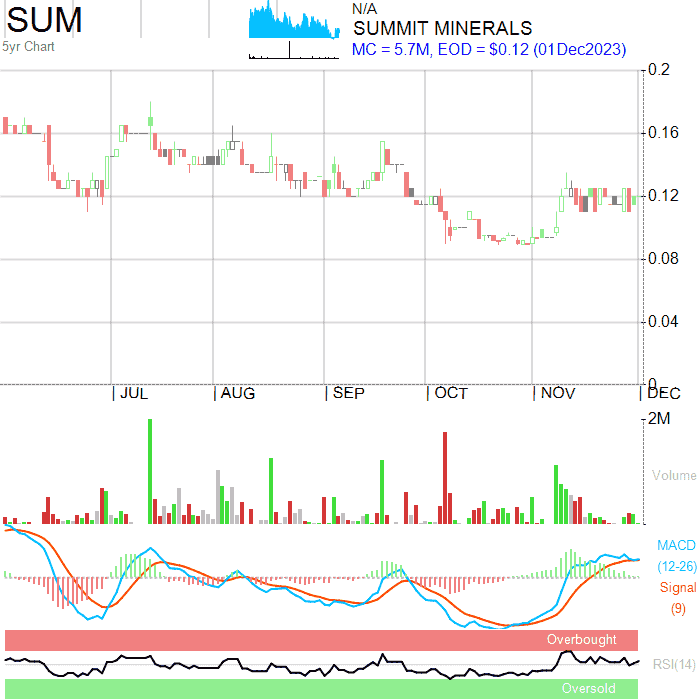 SUM
5yr Chart
N/A
SUMMIT MINERALS
MC = 5.7M, EOD = $0.12 (01Dec2023)
0.2
0.16
0.12
0.08
0.04
0
JUL AUG SEP OCT NOV DEC
2M
Volume
MACD
(12-26)
Signal
(9)
Overbought
RSI(14)
Oversold